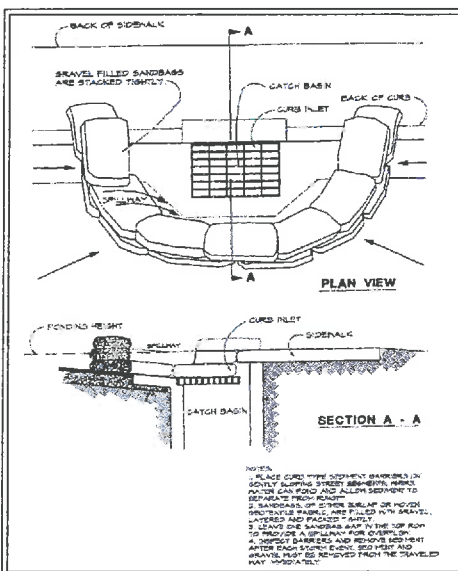 BACK OF SIDEWALK
A
GRAVEL FILLED SANDBAGS
ARE STACKED TIGHTLY
CATCH BASIN
CURB INLET
BACK OF CURB
SPILLWAY
A
PLAN VIEW
PONDING HEIGHT
SPILLWAY
CURB INLET
SIDEWALK
CATCH BASIN
SECTION A - A
NOTES:
1. PLACE CURB TYPE SEDIMENT BARRIERS ON
GENTLY SLOPING STREET SEGMENTS, WHERE
WATER CAN POND AND ALLOW SEDIMENT TO
SEPARATE FROM RUNOFF
2. SANDBAGS, OF EITHER BURLAP OR WOVEN
GEOTEXTILE FABRIC, ARE FILLED WITH GRAVEL,
LAYERED AND PACKED TIGHTLY.
3. LEAVE ONE SANDBAG GAP IN THE TOP ROW
TO PROVIDE A SPILLWAY FOR OVERFLOW.
4. INSPECT BARRIERS AND REMOVE SEDIMENT
AFTER EACH STORM EVENT. SEDIMENT AND
GRAVEL MUST BE REMOVED FROM THE TRAVELED
WAY IMMEDIATELY.